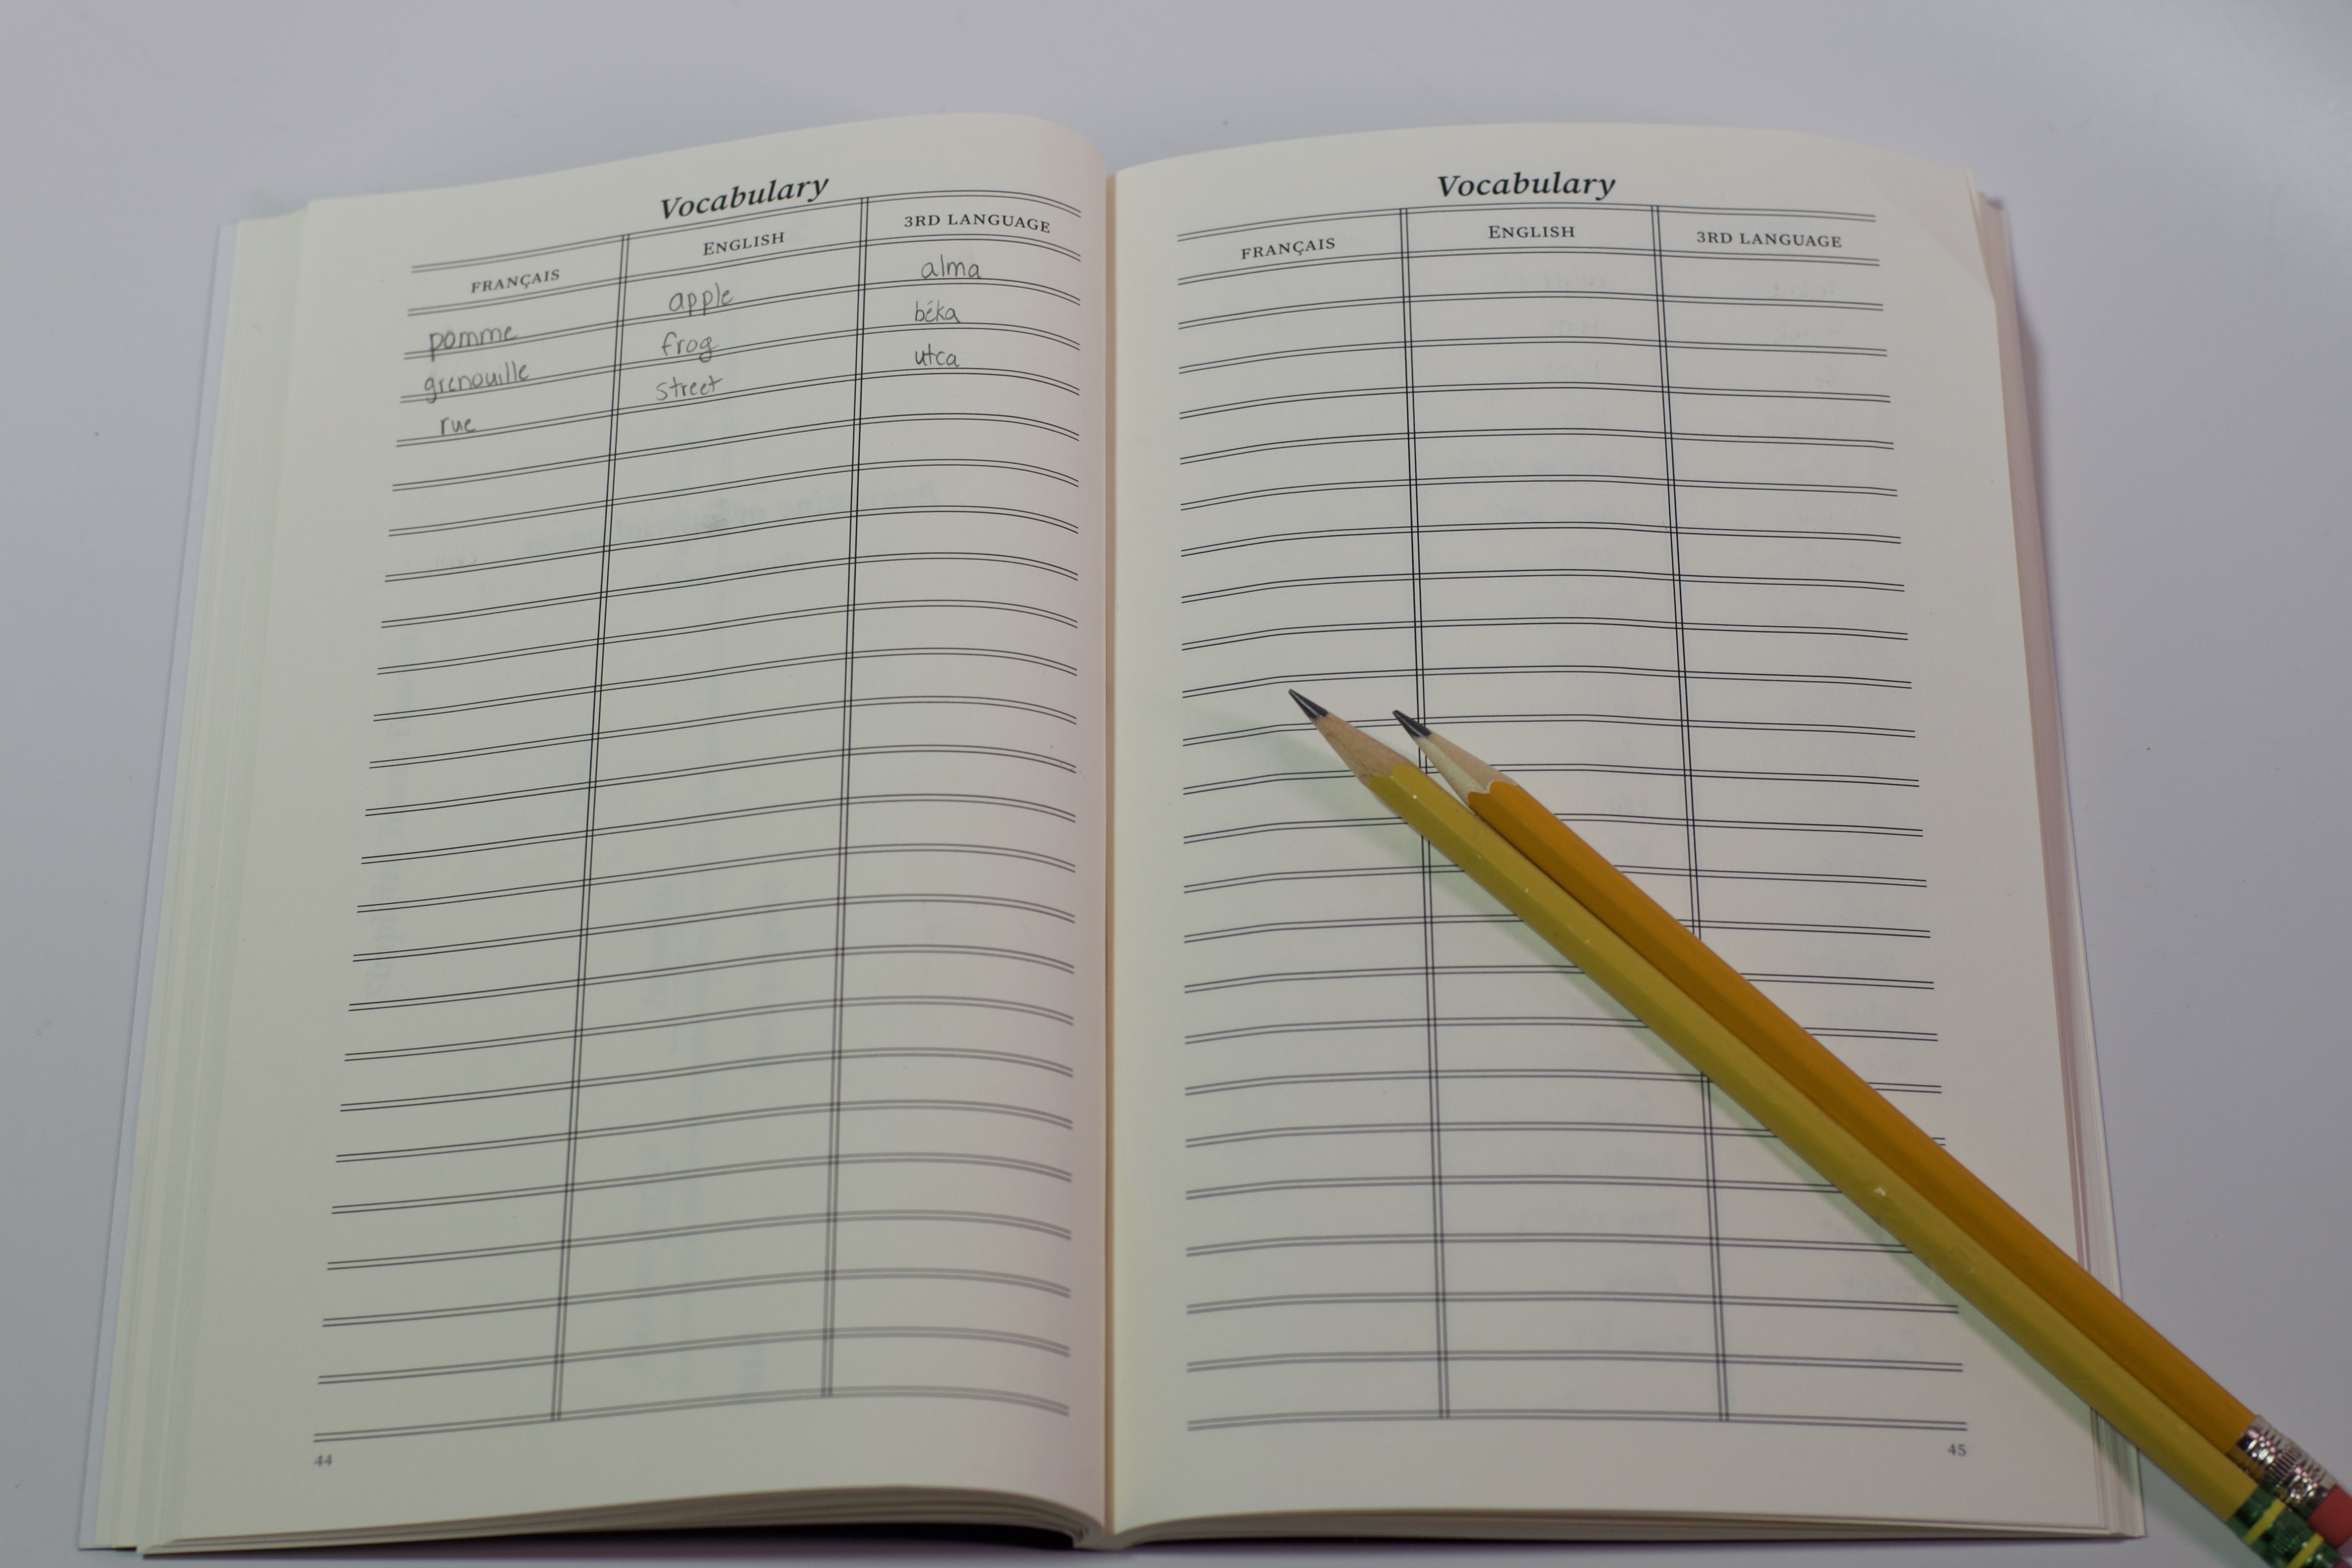 Vocabulary
FRANÇAIS ENGLISH 3RD LANGUAGE
pomme apple alma
grenouille frog béka
rue street utca
44
Vocabulary
FRANÇAIS ENGLISH 3RD LANGUAGE
45